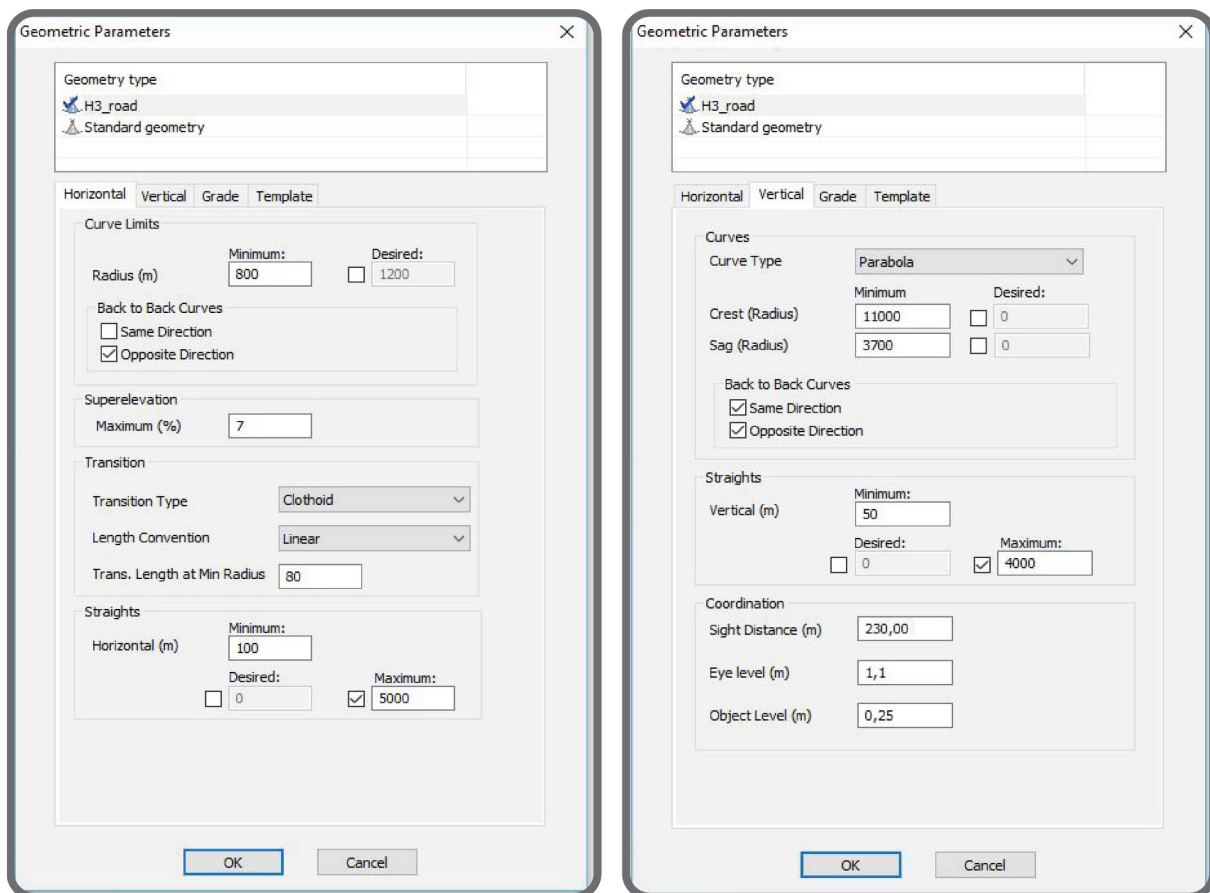 Geometric Parameters
Geometry type
H3_road
Standard geometry
Horizontal Vertical Grade Template
Curve Limits
Minimum: Desired:
Radius (m) 800 1200
Back to Back Curves
Same Direction
Opposite Direction
Superelevation
Maximum (%) 7
Transition
Transition Type Clothoid
Length Convention Linear
Trans. Length at Min Radius 80
Straights
Minimum:
Horizontal (m) 100
Desired: Maximum:
0 5000
OK Cancel
Geometric Parameters
Geometry type
H3_road
Standard geometry
Horizontal Vertical Grade Template
Curves
Curve Type Parabola
Minimum Desired:
Crest (Radius) 11000 0
Sag (Radius) 3700 0
Back to Back Curves
Same Direction
Opposite Direction
Straights
Minimum:
Vertical (m) 50
Desired: Maximum:
0 4000
Coordination
Sight Distance (m) 230,00
Eye level (m) 1,1
Object Level (m) 0,25
OK Cancel